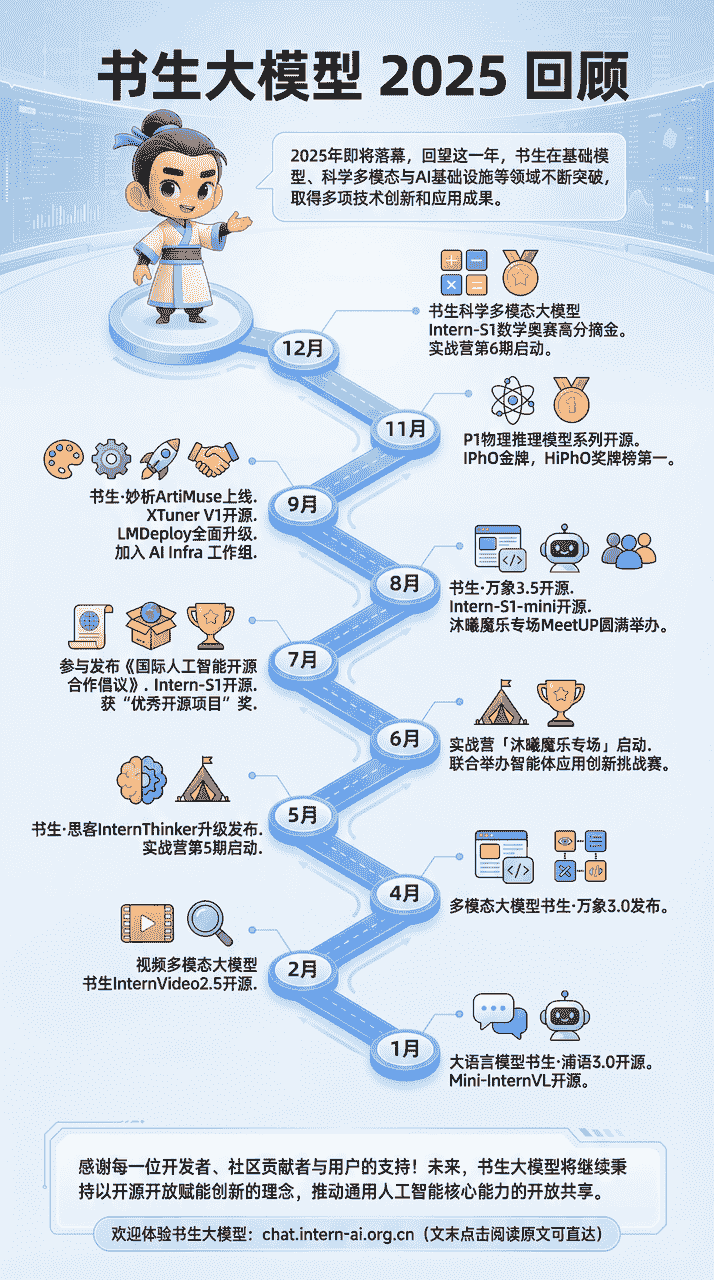 书生大模型 2025 回顾
2025年即将落幕，回望这一年，书生在基础模
型、科学多模态与AI基础设施等领域不断突破，
取得多项技术创新和应用成果。
12月
书生科学多模态大模型
Intern-S1数学奥赛高分摘金。
实战营第6期启动。
11月
P1物理推理模型系列开源。
IPhO金牌，HiPhO奖牌榜第一。
9月
书生·妙析ArtiMuse上线.
XTuner V1开源.
LMDeploy全面升级.
加入 AI Infra 工作组.
8月
书生·万象3.5开源.
Intern-S1-mini开源.
沐曦魔乐专场MeetUP圆满举办。
7月
参与发布《国际人工智能开源
合作倡议》. Intern-S1开源.
获“优秀开源项目”奖.
6月
实战营「沐曦魔乐专场」启动.
联合举办智能体应用创新挑战赛。
5月
书生·思客InternThinker升级发布.
实战营第5期启动.
4月
多模态大模型书生·万象3.0发布。
2月
视频多模态大模型
书生InternVideo2.5开源.
1月
大语言模型书生·浦语3.0开源。
Mini-InternVL开源。
感谢每一位开发者、社区贡献者与用户的支持！未来，书生大模型将继续秉
持以开源开放赋能创新的理念，推动通用人工智能核心能力的开放共享。
欢迎体验书生大模型：chat.intern-ai.org.cn（文末点击阅读原文可直达）